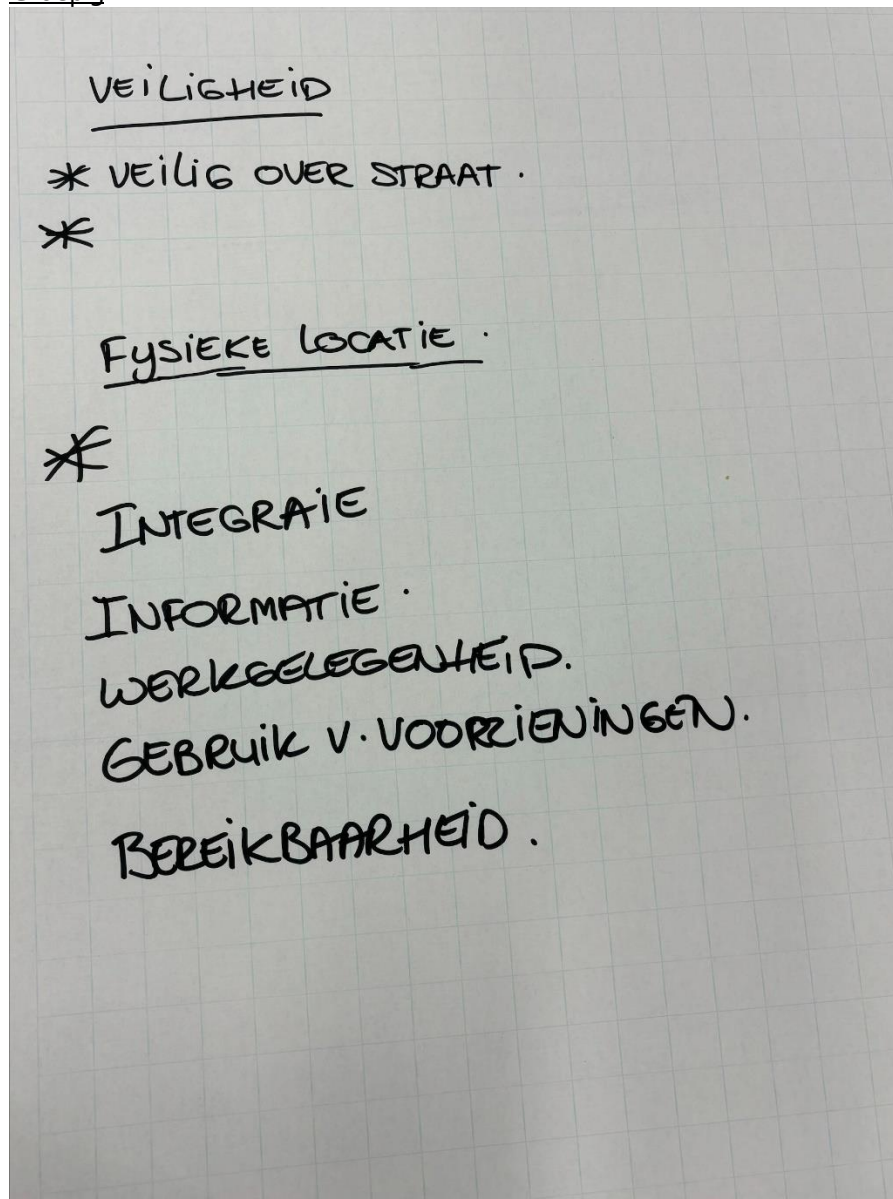 VEILIGHEID
* VEILIG OVER STRAAT.
*
FYSIEKE LOCATIE.
*
INTEGRAIE
INFORMATIE.
WERKGELEGENHEID.
GEBRUIK V. VOORZIENINGEN.
BEREIKBAARHEID.